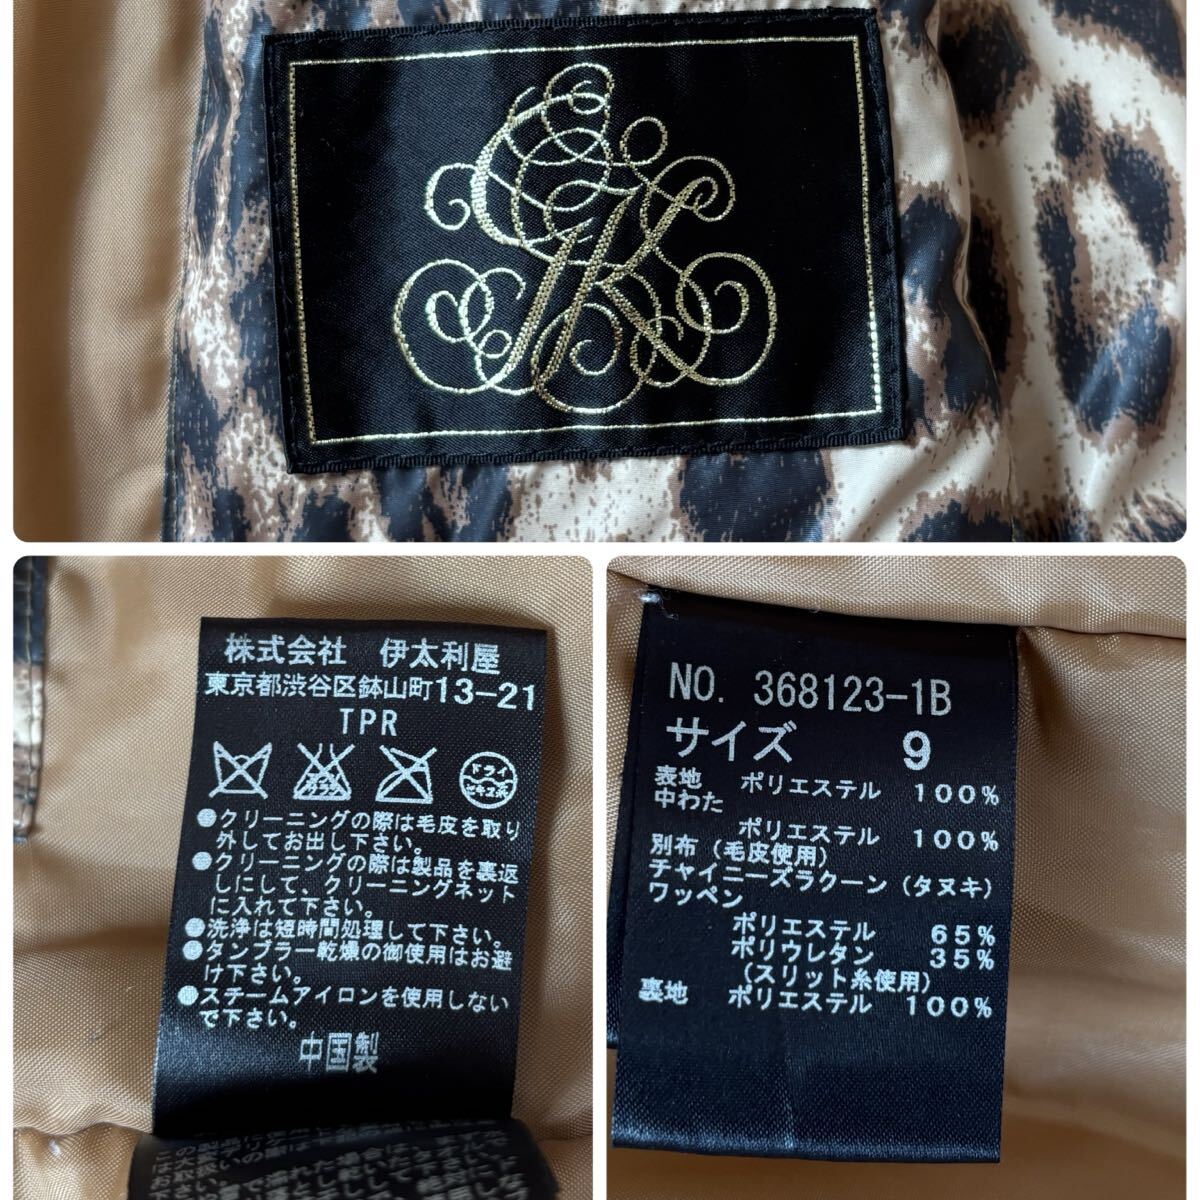 GKK
株式会社 伊太利屋
東京都渋谷区鉢山町13-21
TPR
ドライ
セキユ系
●クリーニングの際は毛皮を取り
外してお出し下さい。
●クリーニングの際は製品を裏返
しにして、クリーニングネット
に入れて下さい。
●洗浄は短時間処理して下さい。
●タンブラー乾燥の御使用はお避
け下さい。
●スチームアイロンを使用しない
で下さい。
中国製
NO. 368123-1B
サイズ 9
表地 ポリエステル 100%
中わた
ポリエステル 100%
別布(毛皮使用)
チャイニーズラクーン(タヌキ)
ワッペン
ポリエステル 65%
ポリウレタン 35%
(スリット糸使用)
裏地 ポリエステル 100%